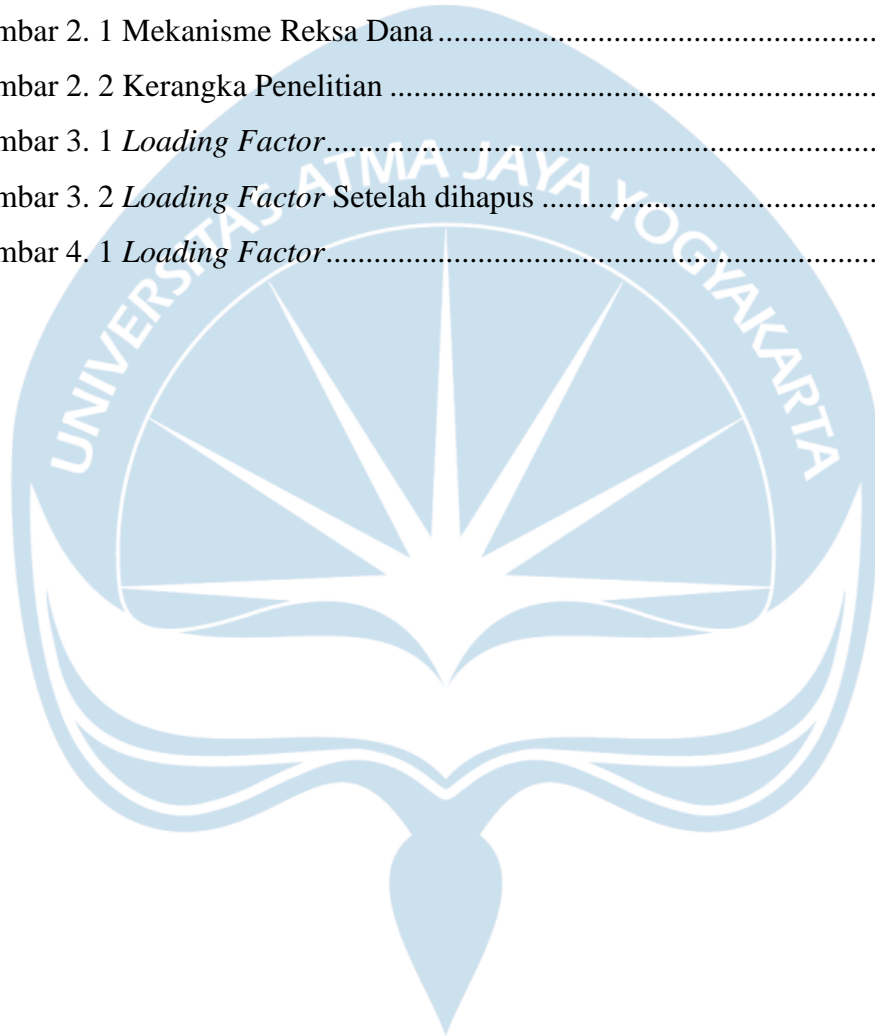 mbar 2. 1 Mekanisme Reksa Dana.......................................................
mbar 2. 2 Kerangka Penelitian .............................................................
mbar 3. 1 Loading Factor.....................................................................
mbar 3. 2 Loading Factor Setelah dihapus ..........................................
mbar 4. 1 Loading Factor.....................................................................
UNIVERSITAS ATMA JAYA YOGYAKARTA